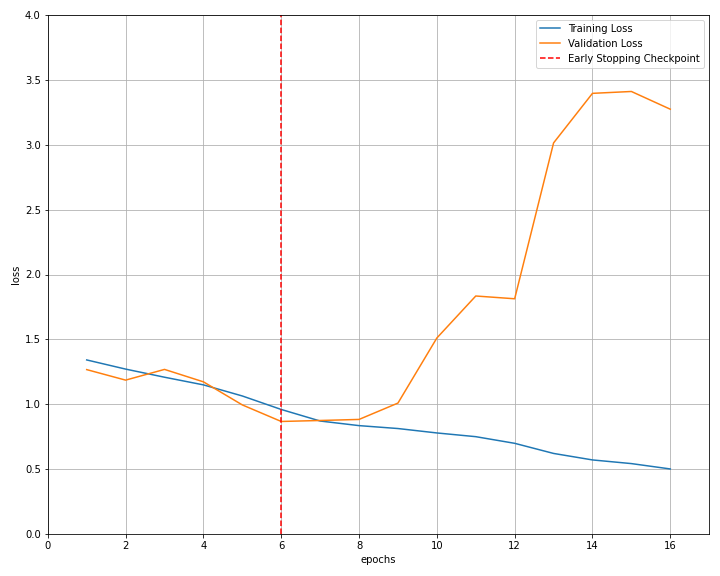 4.0
3.5
3.0
2.5
2.0
1.5
1.0
0.5
0.0
loss
Training Loss
Validation Loss
Early Stopping Checkpoint
0 2 4 6 8 10 12 14 16
epochs